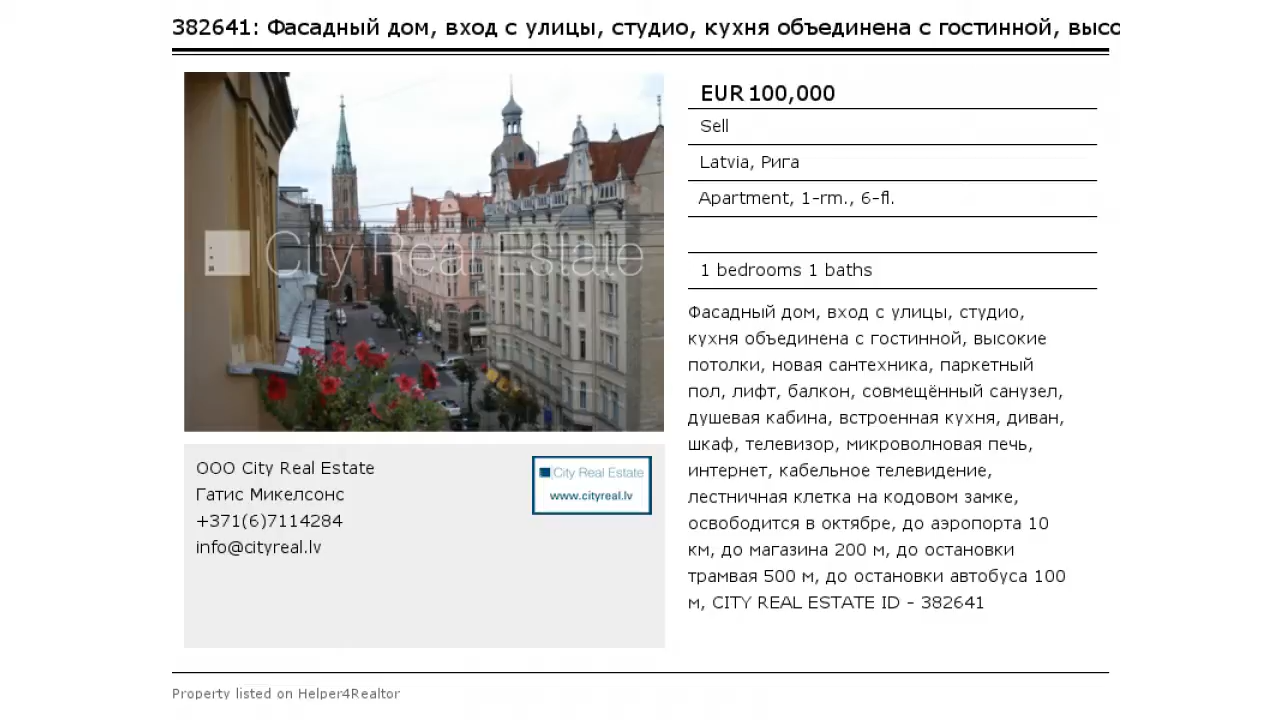 382641: Фасадный дом, вход с улицы, студио, кухня объединена с гостинной, высо
City Real Estate
EUR 100,000
Sell
Latvia, Рига
Apartment, 1-rm., 6-fl.
1 bedrooms 1 baths
Фасадный дом, вход с улицы, студио,
кухня объединена с гостинной, высокие
потолки, новая сантехника, паркетный
пол, лифт, балкон, совмещённый санузел,
душевая кабина, встроенная кухня, диван,
шкаф, телевизор, микроволновая печь,
интернет, кабельное телевидение,
лестничная клетка на кодовом замке,
освободится в октябре, до аэропорта 10
км, до магазина 200 м, до остановки
трамвая 500 м, до остановки автобуса 100
м, CITY REAL ESTATE ID - 382641
ООО City Real Estate
Гатис Микелсонс
+371(6)7114284
info@cityreal.lv
City Real Estate
www.cityreal.lv
Property listed on Helper4Realtor